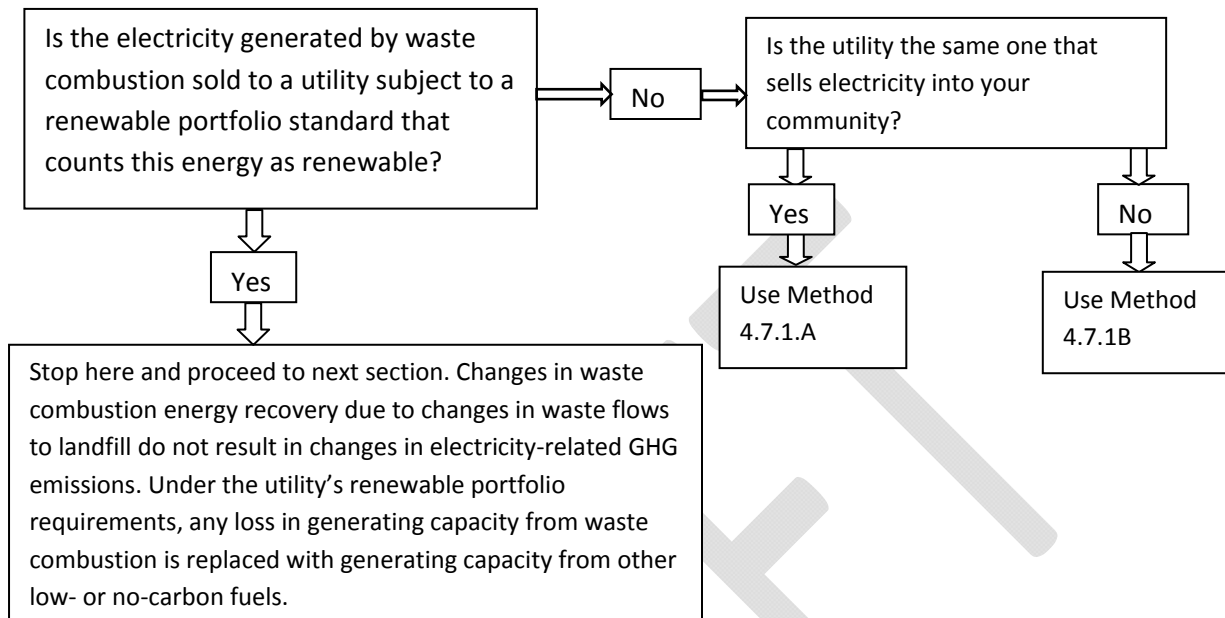 Is the electricity generated by waste
combustion sold to a utility subject to a
renewable portfolio standard that
counts this energy as renewable?
No
Is the utility the same one that
sells electricity into your
community?
Yes
No
Yes
Use Method
4.7.1.A
Use Method
4.7.1B
Stop here and proceed to next section. Changes in waste
combustion energy recovery due to changes in waste flows
to landfill do not result in changes in electricity-related GHG
emissions. Under the utility’s renewable portfolio
requirements, any loss in generating capacity from waste
combustion is replaced with generating capacity from other
low- or no-carbon fuels.